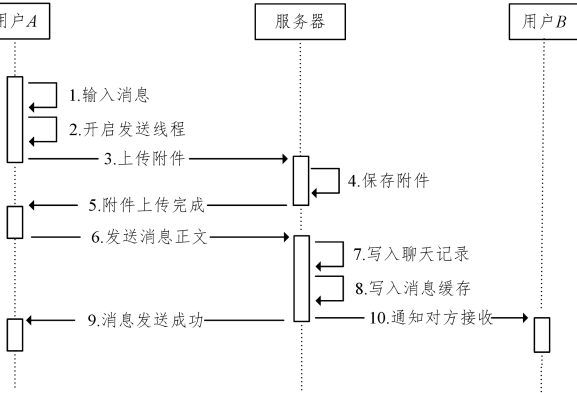 用户A
服务器
用户B
1.输入消息
2.开启发送线程
3.上传附件
4.保存附件
5.附件上传完成
6.发送消息正文
7.写入聊天记录
8.写入消息缓存
9.消息发送成功
10.通知对方接收